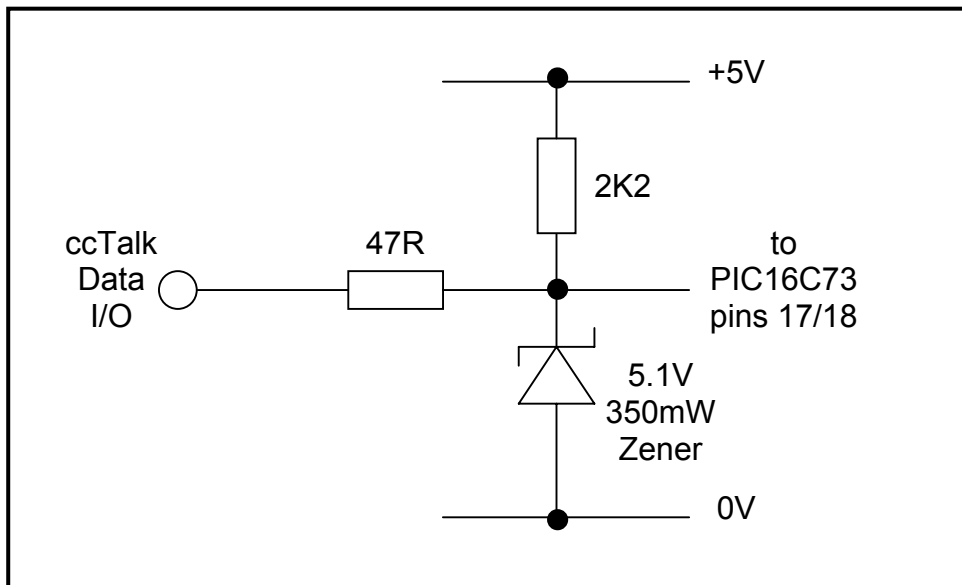 +5V
2K2
ccTalk
Data
I/O
47R
to
PIC16C73
pins 17/18
5.1V
350mW
Zener
0V